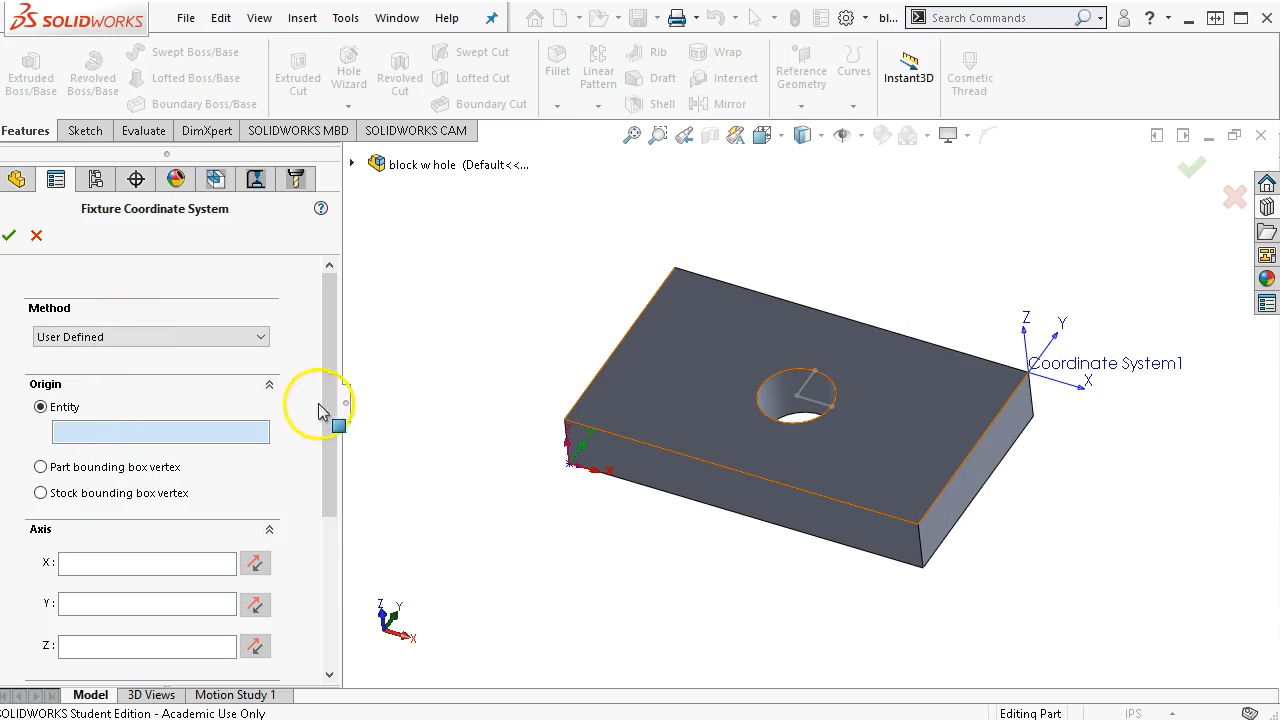 SOLIDWORKS
File Edit View Insert Tools Window Help
bl...
Search Commands
?
Extruded Boss/Base
Revolved Boss/Base
Swept Boss/Base
Lofted Boss/Base
Boundary Boss/Base
Extruded Cut
Hole Wizard
Revolved Cut
Swept Cut
Lofted Cut
Boundary Cut
Fillet
Linear Pattern
Rib
Draft
Shell
Wrap
Intersect
Mirror
Reference Geometry
Curves
Instant3D
Cosmetic Thread
Features Sketch Evaluate DimXpert SOLIDWORKS MBD SOLIDWORKS CAM
block w hole (Default<<...
Fixture Coordinate System
?
Method
User Defined
Origin
Entity
Part bounding box vertex
Stock bounding box vertex
Axis
X:
Y:
Z:
Z
Y
Coordinate System1
X
Y
X
Z
Y
X
Model 3D Views Motion Study 1
SOLIDWORKS Student Edition - Academic Use Only
Editing Part
IPS